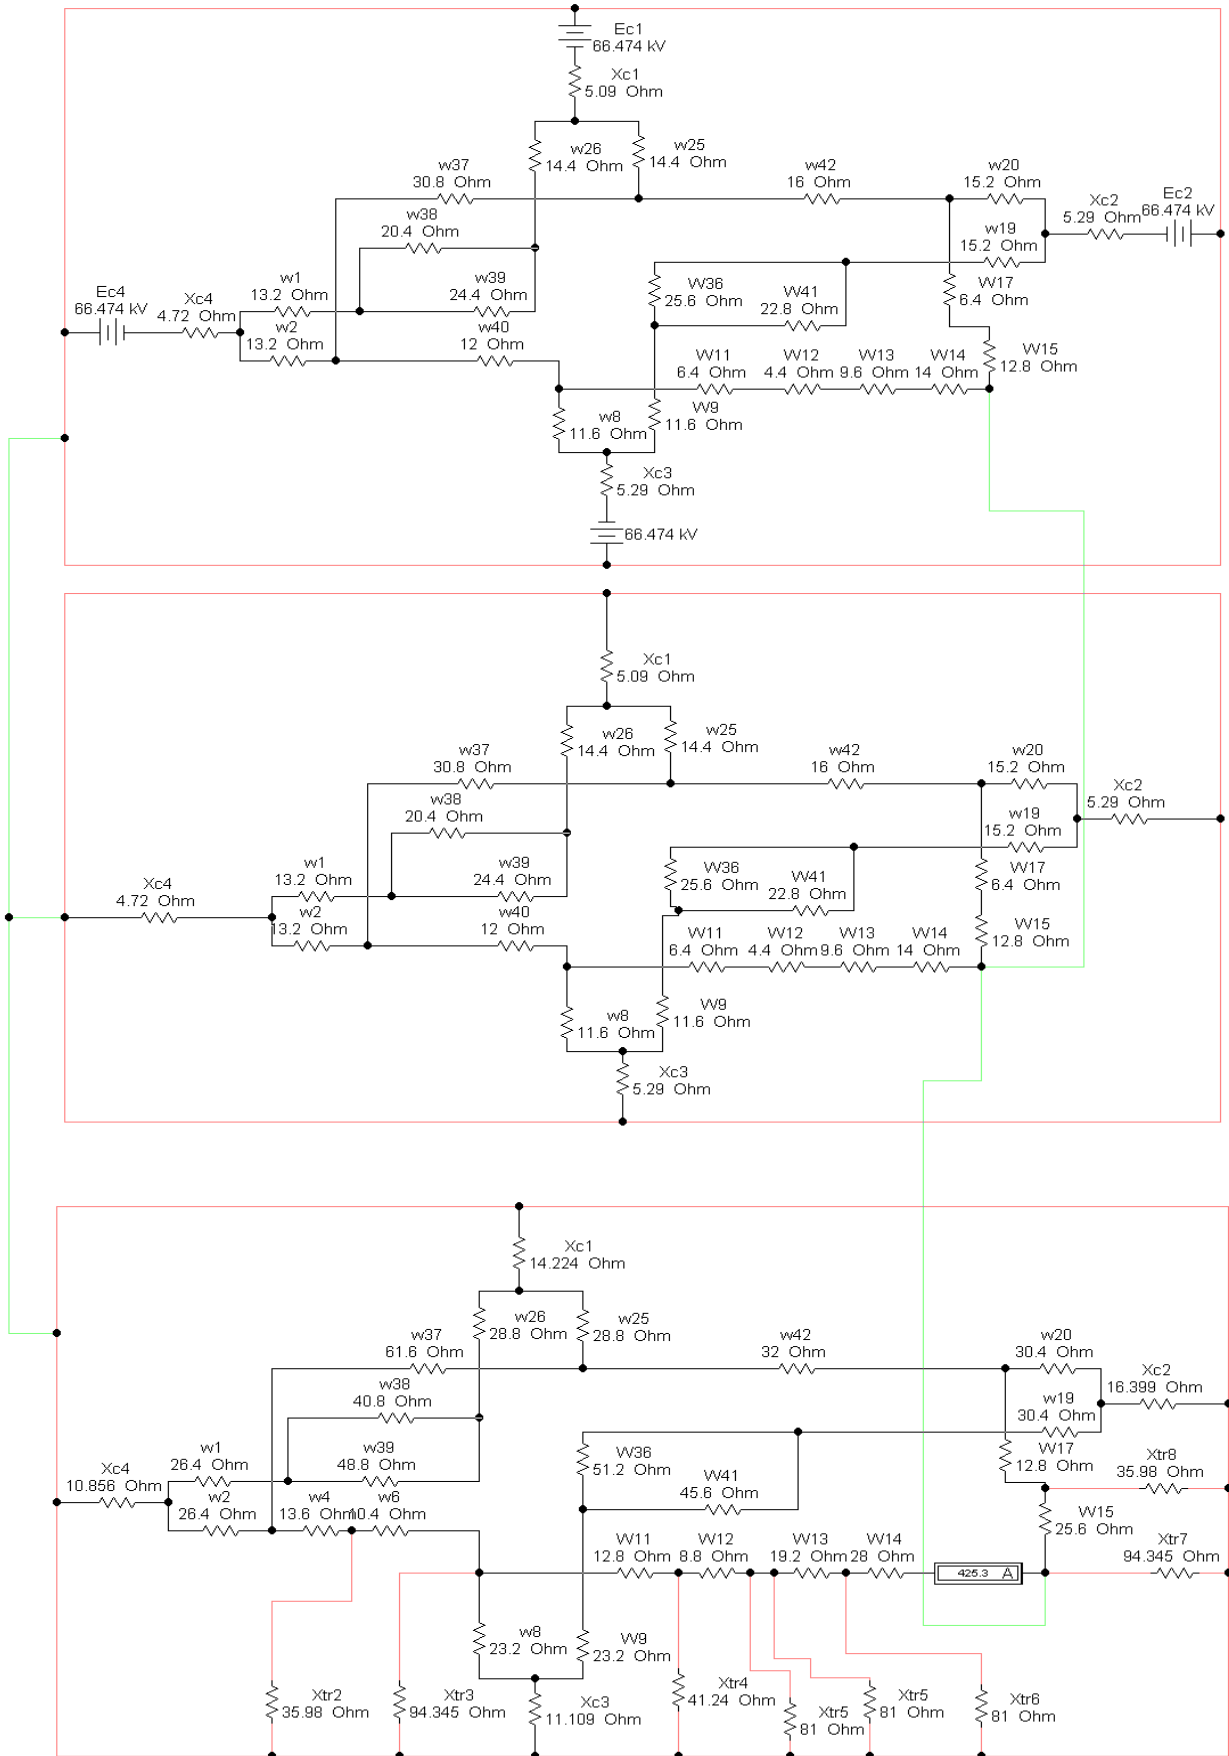 Ec1
66.474 kV
Xc1
5.09 Ohm
w26
14.4 Ohm
w25
14.4 Ohm
w37
30.8 Ohm
w42
16 Ohm
w20
15.2 Ohm
Xc2
5.29 Ohm
Ec2
66.474 kV
w38
20.4 Ohm
w19
15.2 Ohm
W36
25.6 Ohm
W41
22.8 Ohm
W17
6.4 Ohm
Ec4
66.474 kV
Xc4
4.72 Ohm
w1
13.2 Ohm
w39
24.4 Ohm
w2
13.2 Ohm
w40
12 Ohm
W11
6.4 Ohm
W12
4.4 Ohm
W13
9.6 Ohm
W14
14 Ohm
W15
12.8 Ohm
w8
11.6 Ohm
W9
11.6 Ohm
Xc3
5.29 Ohm
66.474 kV
Xc1
5.09 Ohm
w26
14.4 Ohm
w25
14.4 Ohm
w37
30.8 Ohm
w42
16 Ohm
w20
15.2 Ohm
Xc2
5.29 Ohm
w38
20.4 Ohm
w19
15.2 Ohm
W36
25.6 Ohm
W41
22.8 Ohm
W17
6.4 Ohm
Xc4
4.72 Ohm
w1
13.2 Ohm
w39
24.4 Ohm
w2
13.2 Ohm
w40
12 Ohm
W11
6.4 Ohm
W12
4.4 Ohm
W13
9.6 Ohm
W14
14 Ohm
W15
12.8 Ohm
w8
11.6 Ohm
W9
11.6 Ohm
Xc3
5.29 Ohm
Xc1
14.224 Ohm
w26
28.8 Ohm
w25
28.8 Ohm
w37
61.6 Ohm
w42
32 Ohm
w20
30.4 Ohm
Xc2
16.399 Ohm
w38
40.8 Ohm
w19
30.4 Ohm
W36
51.2 Ohm
W41
45.6 Ohm
W17
12.8 Ohm
Xtr8
35.98 Ohm
Xc4
10.856 Ohm
w1
26.4 Ohm
w39
48.8 Ohm
w2
26.4 Ohm
w4
13.6 Ohm
w6
10.4 Ohm
W11
12.8 Ohm
W12
8.8 Ohm
W13
19.2 Ohm
W14
28 Ohm
425.3 A
W15
25.6 Ohm
Xtr7
94.345 Ohm
w8
23.2 Ohm
W9
23.2 Ohm
Xtr2
35.98 Ohm
Xtr3
94.345 Ohm
Xc3
11.109 Ohm
Xtr4
41.24 Ohm
Xtr5
81 Ohm
Xtr5
81 Ohm
Xtr6
81 Ohm